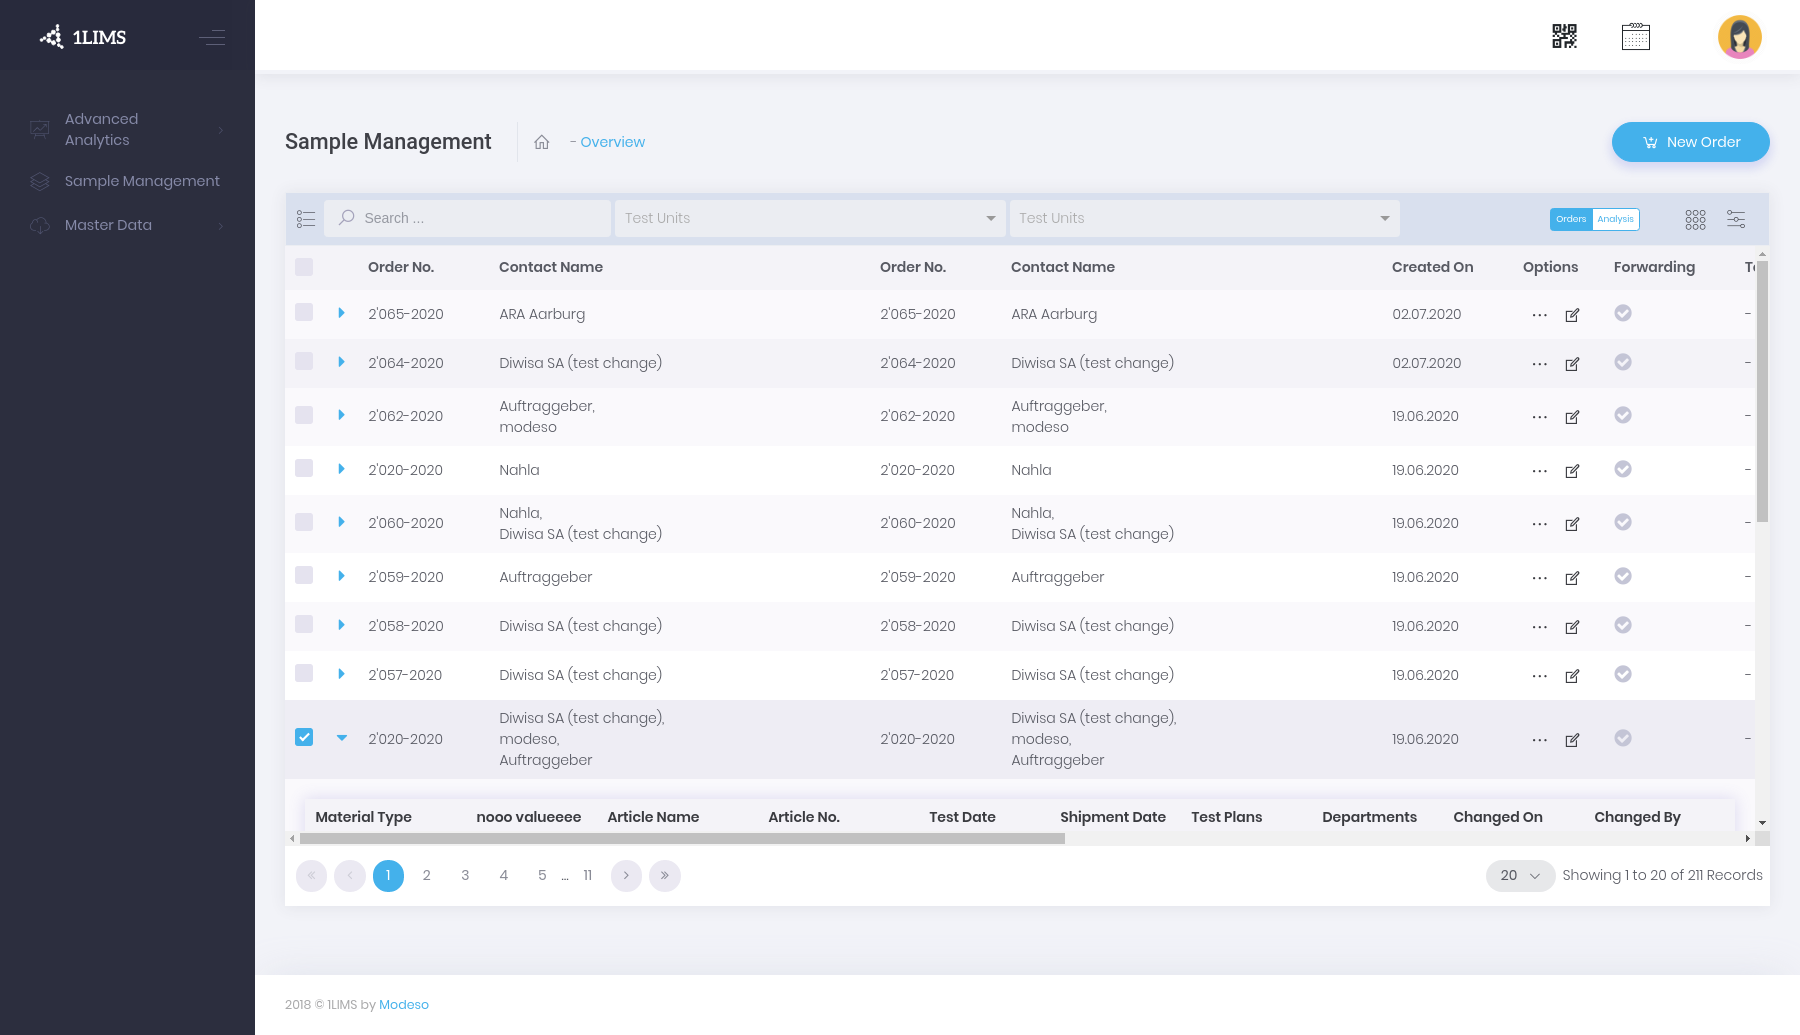 1LIMS
Advanced
Analytics
Sample Management
Master Data
Sample Management
- Overview
New Order
Search ...
Test Units
Test Units
Orders Analysis
Order No. Contact Name Order No. Contact Name Created On Options Forwarding
2'065-2020 ARA Aarburg 2'065-2020 ARA Aarburg 02.07.2020 ... -
2'064-2020 Diwisa SA (test change) 2'064-2020 Diwisa SA (test change) 02.07.2020 ... -
2'062-2020 Auftraggeber,
modeso 2'062-2020 Auftraggeber,
modeso 19.06.2020 ... -
2'020-2020 Nahla 2'020-2020 Nahla 19.06.2020 ... -
2'060-2020 Nahla,
Diwisa SA (test change) 2'060-2020 Nahla,
Diwisa SA (test change) 19.06.2020 ... -
2'059-2020 Auftraggeber 2'059-2020 Auftraggeber 19.06.2020 ... -
2'058-2020 Diwisa SA (test change) 2'058-2020 Diwisa SA (test change) 19.06.2020 ... -
2'057-2020 Diwisa SA (test change) 2'057-2020 Diwisa SA (test change) 19.06.2020 ... -
2'020-2020 Diwisa SA (test change),
modeso,
Auftraggeber 2'020-2020 Diwisa SA (test change),
modeso,
Auftraggeber 19.06.2020 ... -
Material Type nooo valueeee Article Name Article No. Test Date Shipment Date Test Plans Departments Changed On Changed By
« ‹ 1 2 3 4 5 ... 11 › »
20 Showing 1 to 20 of 211 Records
2018 © 1LIMS by Modeso